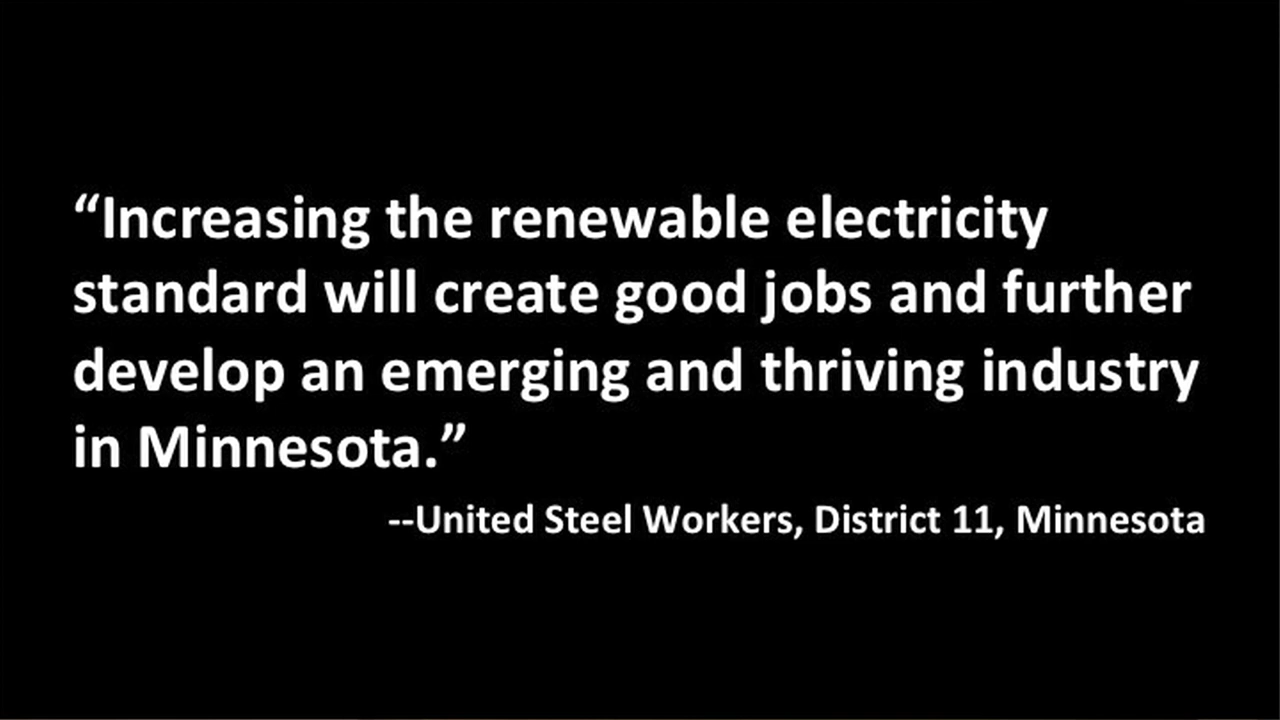 “Increasing the renewable electricity
standard will create good jobs and further
develop an emerging and thriving industry
in Minnesota.”
--United Steel Workers, District 11, Minnesota